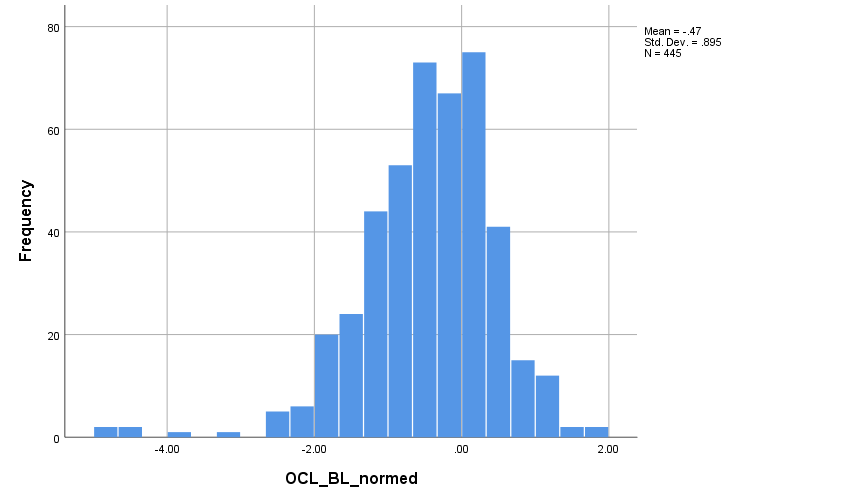 80
60
40
20
0
Frequency
-4.00
-2.00
.00
2.00
OCL_BL_normed
Mean = -.47
Std. Dev. = .895
N = 445